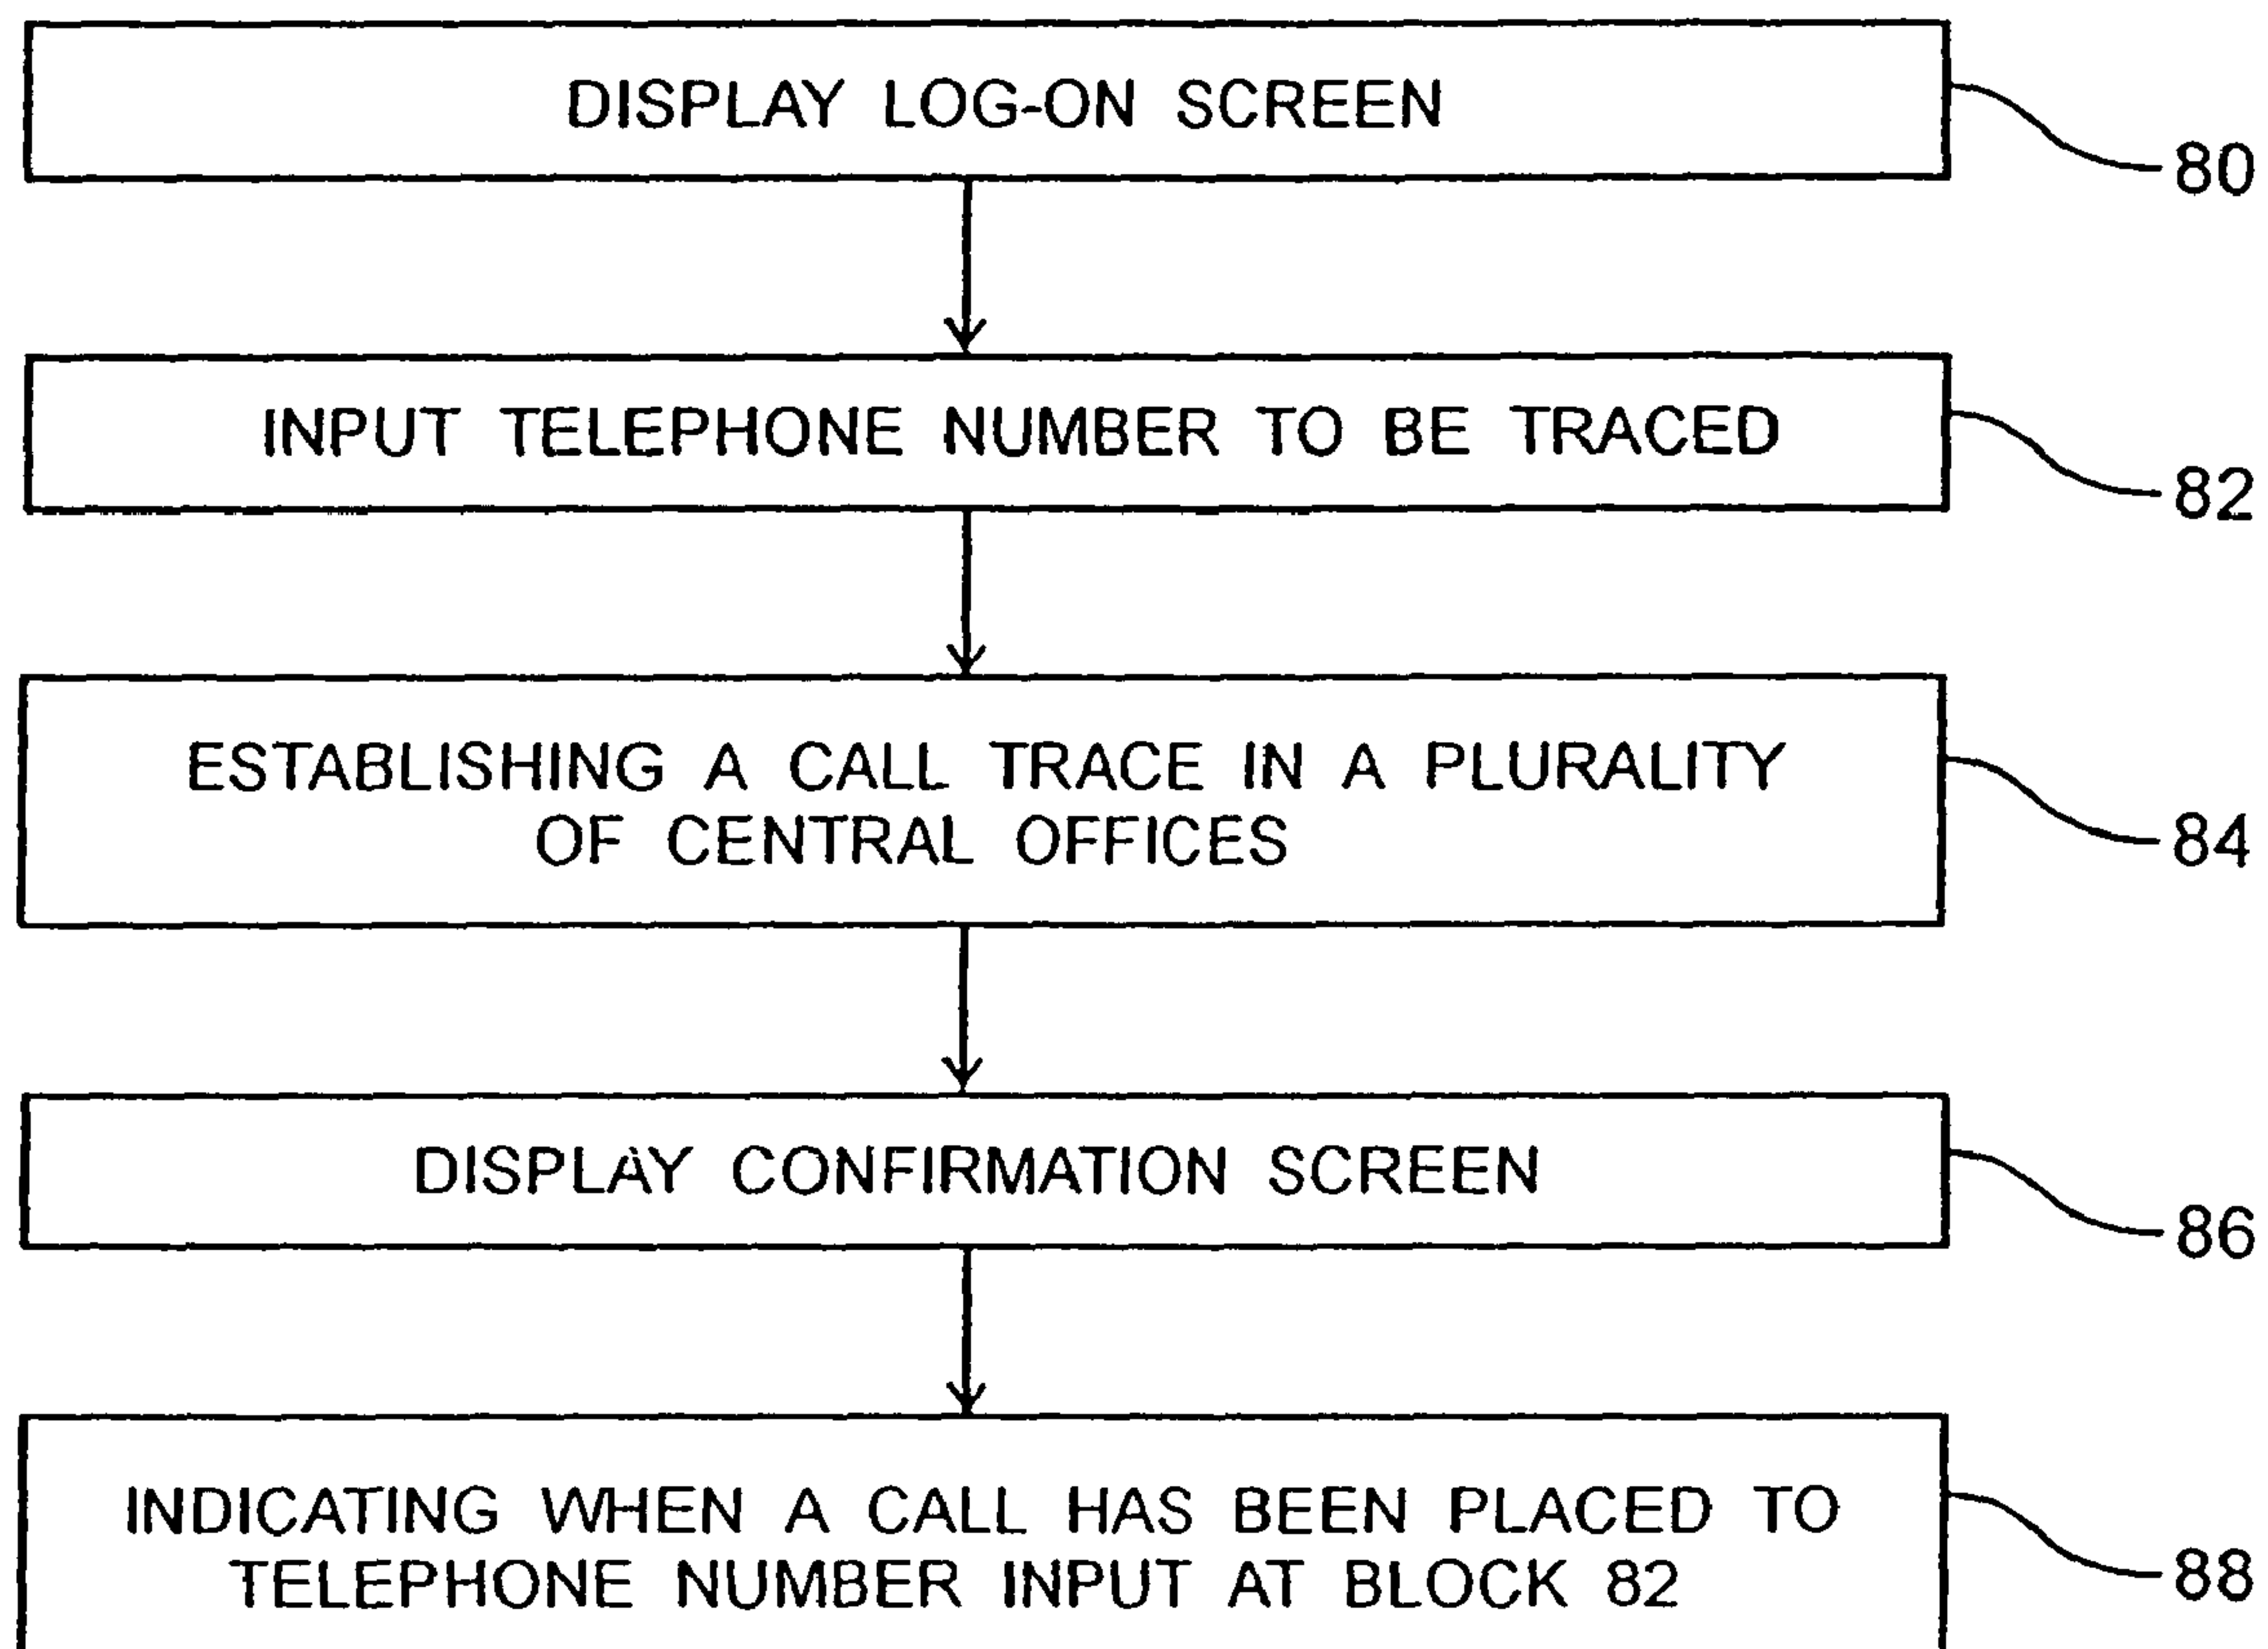 DISPLAY LOG-ON SCREEN
80
INPUT TELEPHONE NUMBER TO BE TRACED
82
ESTABLISHING A CALL TRACE IN A PLURALITY
OF CENTRAL OFFICES
84
DISPLAY CONFIRMATION SCREEN
86
INDICATING WHEN A CALL HAS BEEN PLACED TO
TELEPHONE NUMBER INPUT AT BLOCK 82
88